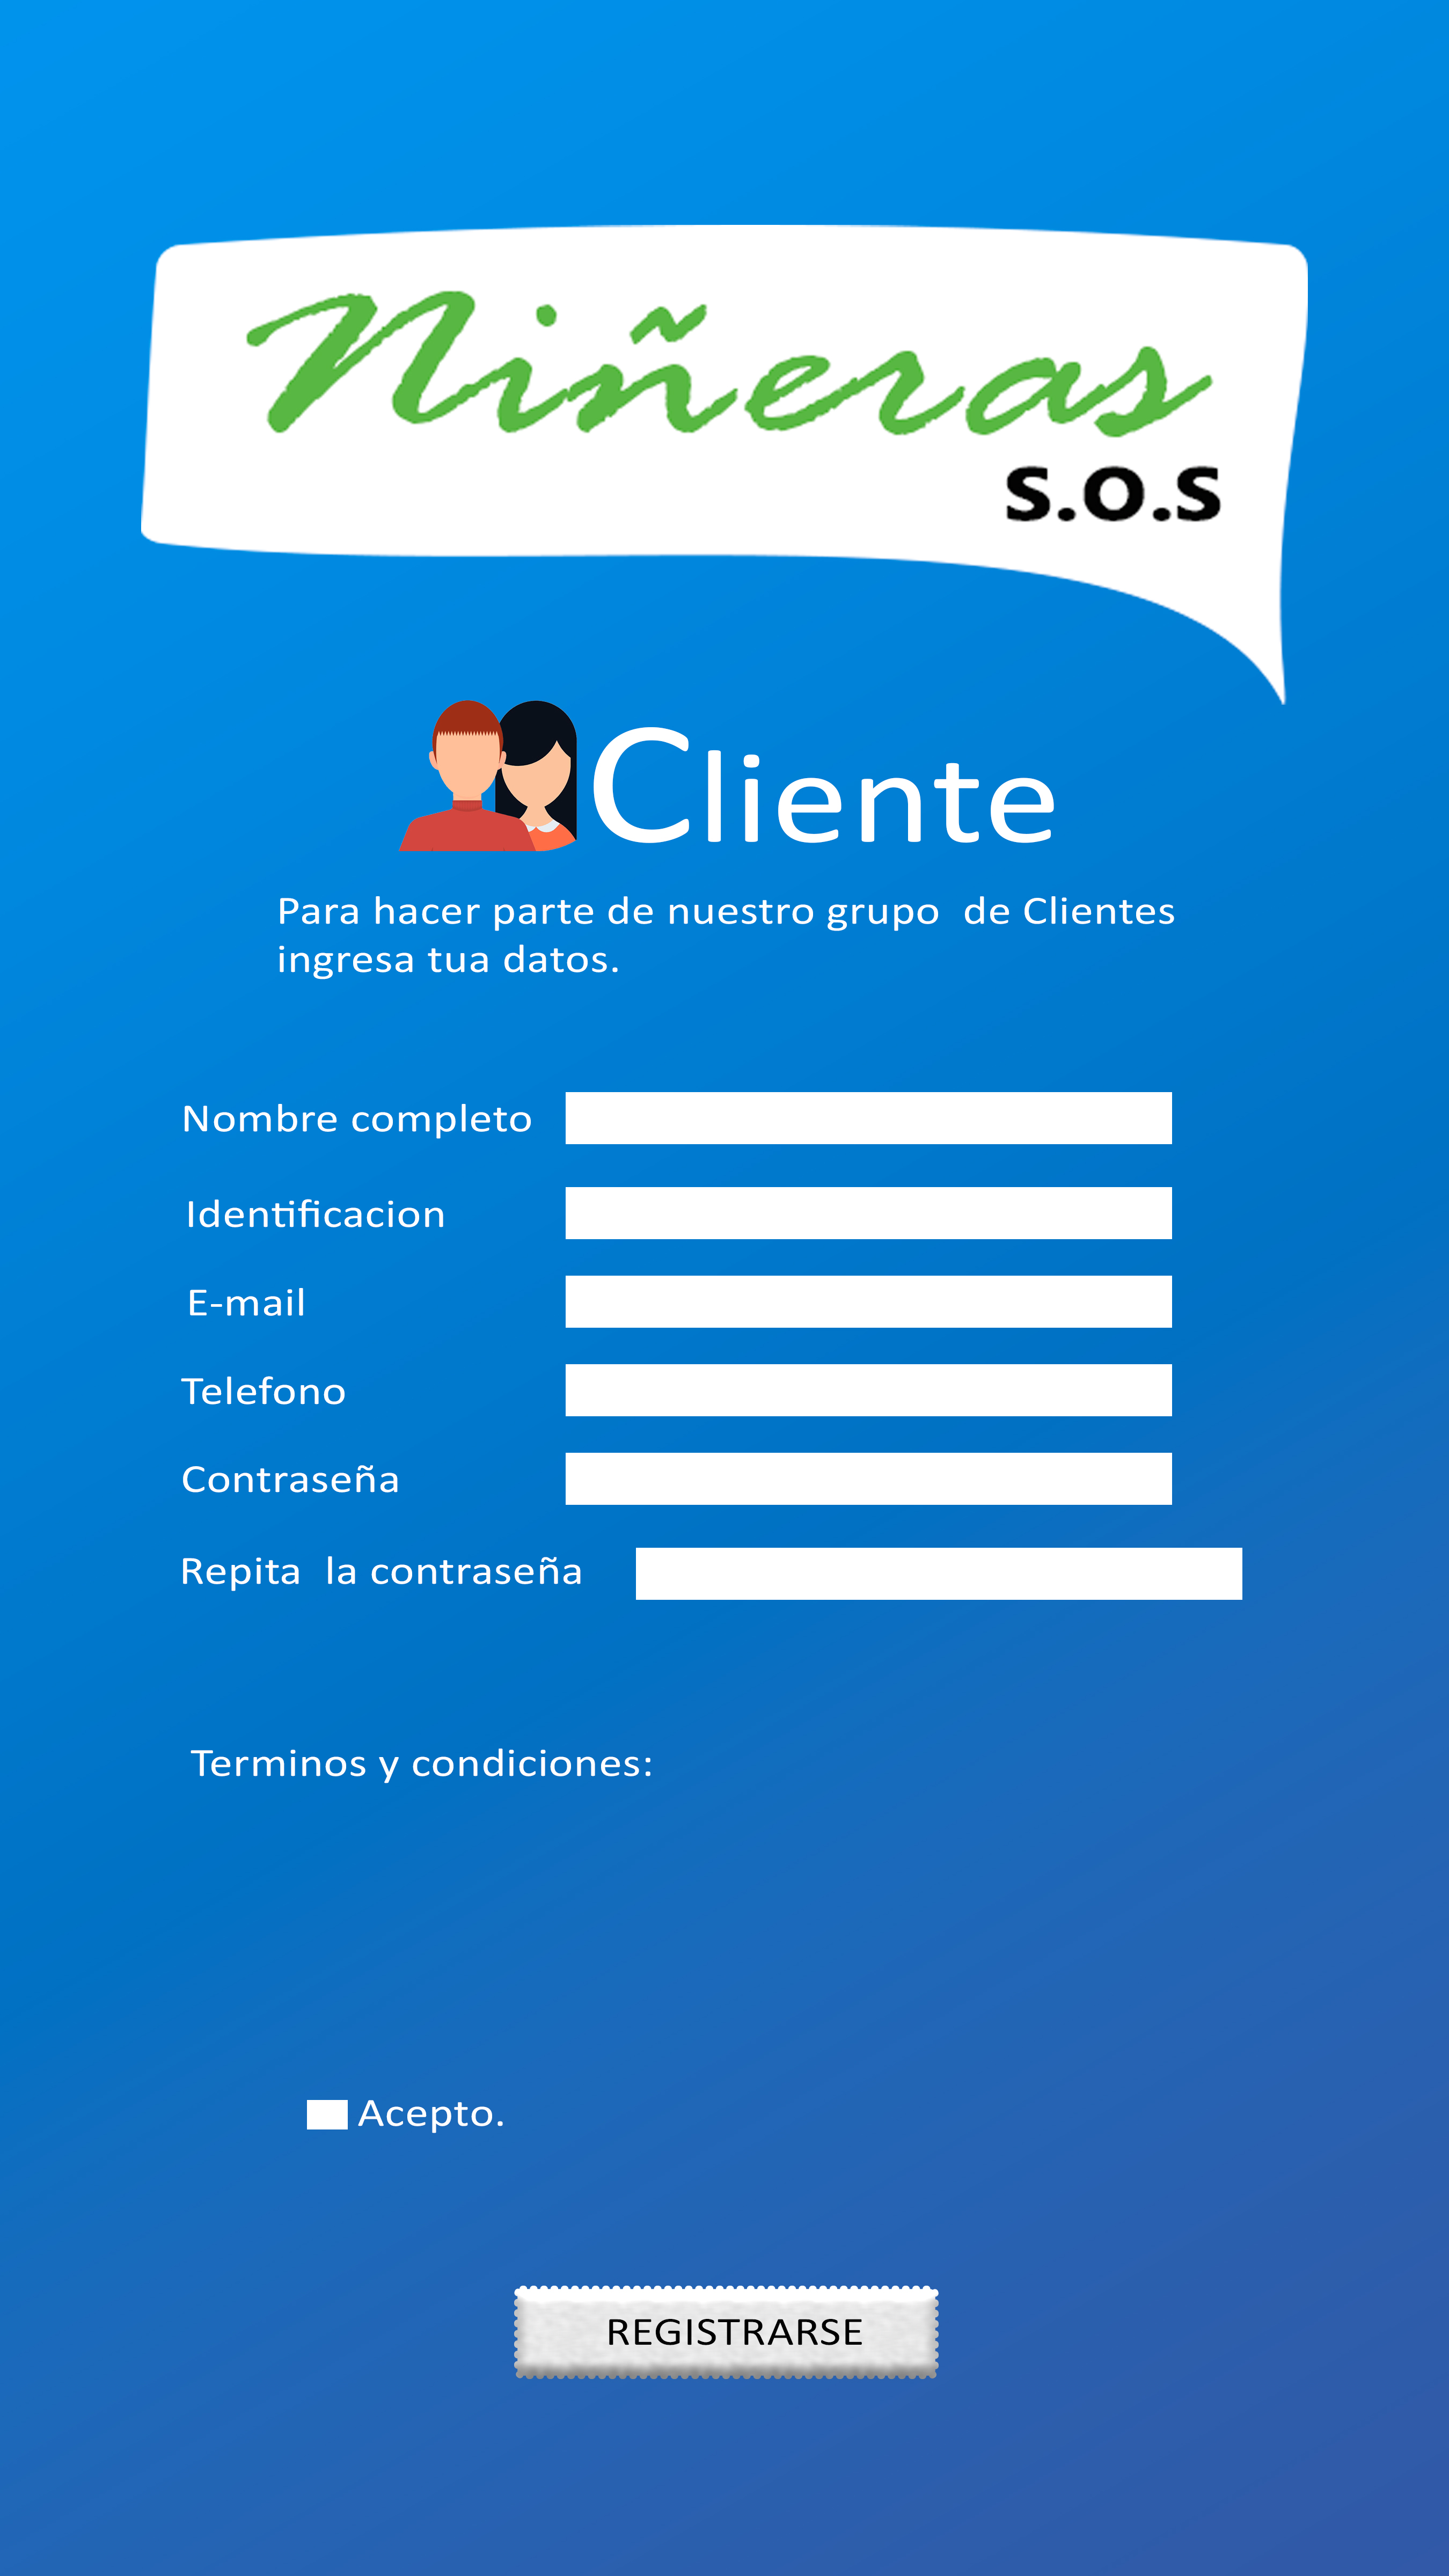 Niñeras
S.O.S
Cliente
Para hacer parte de nuestro grupo  de Clientes
ingresa tua datos.
Nombre completo
Identificacion
E-mail
Telefono
Contraseña
Repita  la contraseña
Terminos y condiciones:
Acepto.
REGISTRARSE